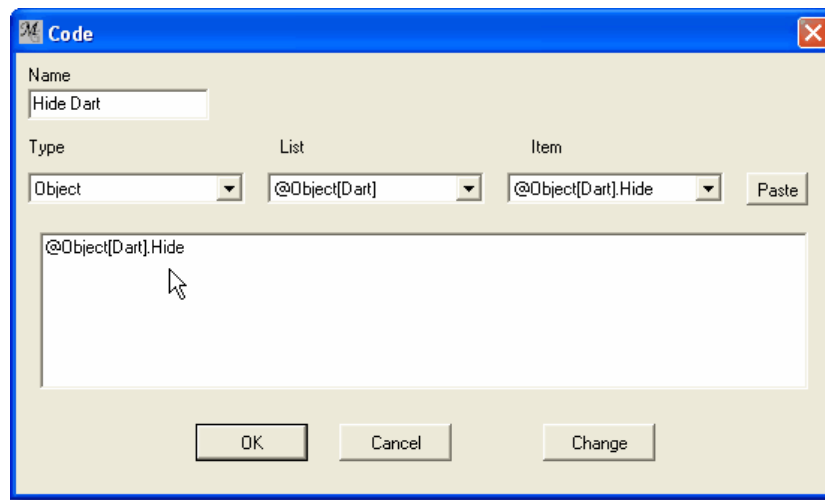 Code
Name
Hide Dart
Type List Item
Object @Object[Dart] @Object[Dart].Hide Paste
@Object[Dart].Hide
OK Cancel Change